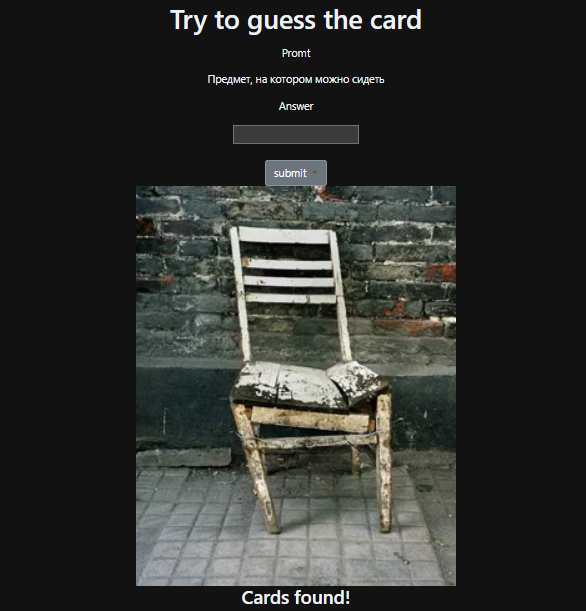 Try to guess the card
Promt
Предмет, на котором можно сидеть
Answer
submit
Cards found!